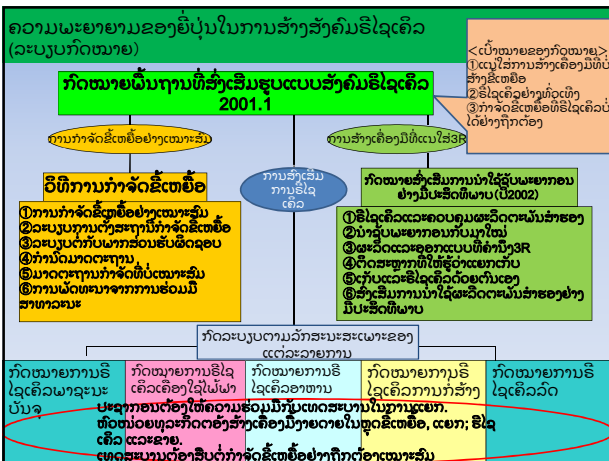 ຄວາມພະຍາຍາມຂອງຍີ່ປຸ່ນໃນການສ້າງສັງຄົມຣີໄຊເຄິລ
(ລະບຽບກົດໝາຍ)
<ເປົ້າໝາຍຂອງກົດໝາຍ>
①ແນໃສ່ການສ້າງເຄື່ອງມືທີ່ບໍ່
ສ້າງຂີ້ເຫຍື້ອ
②ຣີໄຊເຄິລຢ່າງທົ່ວເທິງ
③ກຳຈັດຂີ້ເຫຍື້ອທີ່ຣີໄຊເຄິລບໍ່
ໄດ້ຢ່າງຖືກຕ້ອງ
ກົດໝາຍພື້ນຖານທີ່ສົ່ງເສີມຮູບແບບສັງຄົມຣີໄຊເຄິລ
2001.1
ການກຳຈັດຂີ້ເຫຍື້ອຢ່າງເໝາະສົມ
ການສ້າງເຄື່ອງມືທີ່ແນໃສ່3R
ການສົ່ງເສີມ
ການຣີໄຊ
ເຄິລ
ວິທີການກຳຈັດຂີ້ເຫຍື້ອ
①ການກຳຈັດຂີ້ເຫຍື້ອຢ່າງເໝາະສົມ
②ລະບຽບການຕັ້ງສະຖານີກຳຈັດຂີ້ເຫຍື້ອ
③ລະບຽບຕໍ່ກັບພາກສ່ວນຮັບຜິດຊອບ
④ກຳນົດມາດຕະຖານ
⑤ມາດຕະຖານກຳຈັດທີ່ບໍ່ເໝາະສົມ
⑥ການພັດທະນາຈາກການຮ່ວມມື
ສາທາລະນະ
ກົດໝາຍສົ່ງເສີມການນຳໃຊ້ຊັບພະຍາກອນ
ຢ່າງມີປະສິດທິພາບ(ປີ2002)
①ຣີໄຊເຄິລແລະຄວບຄຸມຜະລິດຕະພັນສຳຮອງ
②ນຳຊັບພະຍາກອນກັບມາໃໝ່
③ຜະລິດແລະອອກແບບທີ່ຄຳນຶງ3R
④ຕິດສະຫຼາກທີ່ໃຫ້ຮູ້ວ່າແຍກເກັບ
⑤ເກັບແລະຣີໄຊເຄິລດ້ວຍຕົນເອງ
⑥ສົ່ງເສີມການນຳໃຊ້ຜະລິດຕະພັນສຳຮອງຢ່າງ
ມີປະສິດທິພາບ
ກົດລະບຽບຕາມລັກສະນະສະເພາະຂອງ
ແຕ່ລະລາຍການ
ກົດໝາຍການຣີ
ໄຊເຄິລພາຊະນະ
ບັນຈຸ
ກົດໝາຍການຣີໄຊ
ເຄິລເຄື່ອງໃຊ້ໄຟ້ຟາ
ກົດໝາຍການຣີ
ໄຊເຄິລອາຫານ
ກົດໝາຍການຣີ
ໄຊເຄິລການກໍ່ສ້າງ
ກົດໝາຍການຣີ
ໄຊເຄິລລົດ
ປະຊາກອນຕ້ອງໃຫ້ຄວາມຮ່ວມມືກັບເທດສະບານໃນການແຍກ.
ຫົວໜ່ວຍທຸລະກິດຕອງສ້າງເຄື່ອງມືງາຍດາຍໃນຫຼຸດຂີ້ເຫຍື້ອ, ແຍກ; ຣີໄຊ
ເຄິລ ແລະຂາຍ.
ເທດສະບານຕ້ອງສືບຕໍ່ກຳຈັດຂີ້ເຫຍື້ອຢ່າງຖືກຕ້ອງເໝາະສົມ